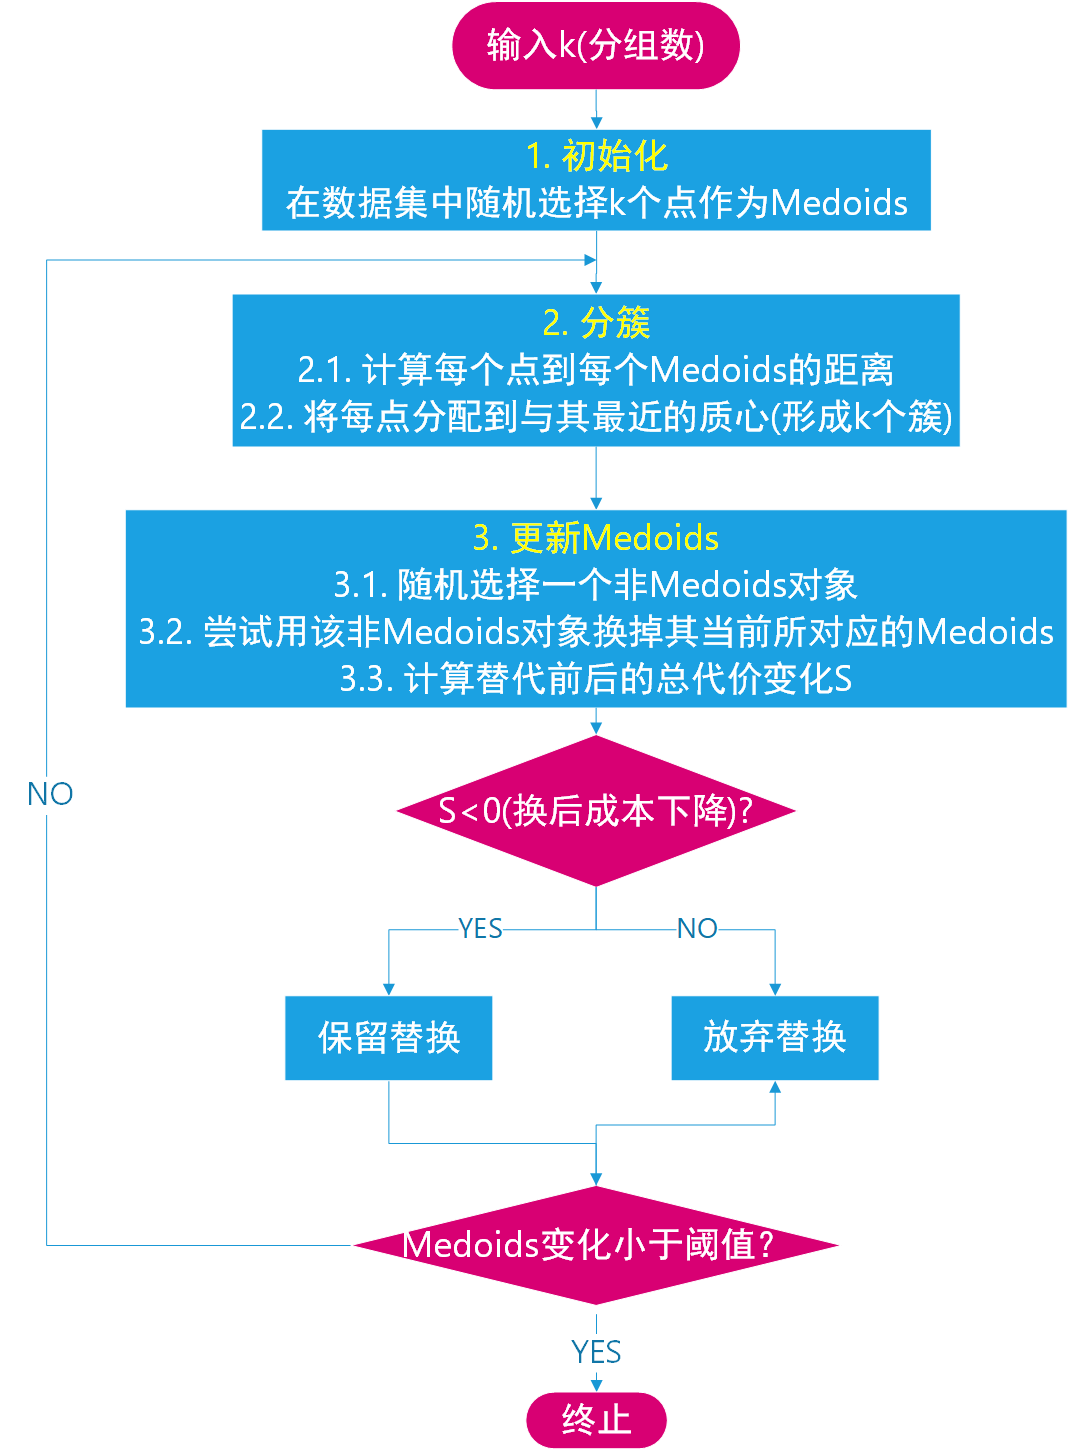 输入k(分组数)
1. 初始化
在数据集中随机选择k个点作为Medoids
2. 分簇
2.1. 计算每个点到每个Medoids的距离
2.2. 将每点分配到与其最近的质心(形成k个簇)
3. 更新Medoids
3.1. 随机选择一个非Medoids对象
3.2. 尝试用该非Medoids对象换掉其当前所对应的Medoids
3.3. 计算替代前后的总代价变化S
NO
S<0(换后成本下降)?
YES
NO
保留替换
放弃替换
Medoids变化小于阈值?
YES
终止